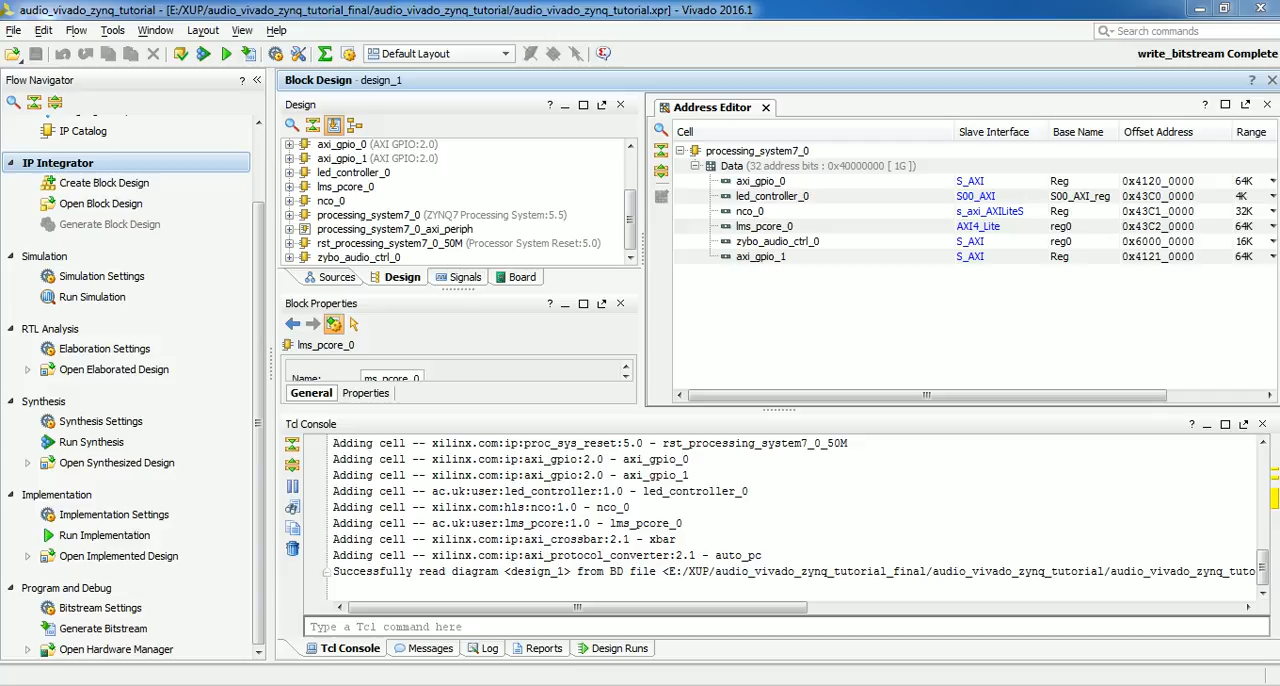 audio_vivado_zynq_tutorial - [E:/XUP/audio_vivado_zynq_tutorial_final/audio_vivado_zynq_tutorial/audio_vivado_zynq_tutorial.xpr] - Vivado 2016.1
File Edit Flow Tools Window Layout View Help
Search commands
Default Layout
write_bitstream Complete
Flow Navigator
IP Catalog
IP Integrator
Create Block Design
Open Block Design
Generate Block Design
Simulation
Simulation Settings
Run Simulation
RTL Analysis
Elaboration Settings
Open Elaborated Design
Synthesis
Synthesis Settings
Run Synthesis
Open Synthesized Design
Implementation
Implementation Settings
Run Implementation
Open Implemented Design
Program and Debug
Bitstream Settings
Generate Bitstream
Open Hardware Manager
Block Design - design_1
Design
axi_gpio_0 (AXI GPIO:2.0)
axi_gpio_1 (AXI GPIO:2.0)
led_controller_0
lms_pcore_0
nco_0
processing_system7_0 (ZYNQ7 Processing System:5.5)
processing_system7_0_axi_periph
rst_processing_system7_0_50M (Processor System Reset:5.0)
zybo_audio_ctrl_0
Sources Design Signals Board
Block Properties
lms_pcore_0
Name: ms_pcore_0
General Properties
Address Editor
Cell Slave Interface Base Name Offset Address Range
processing_system7_0
Data (32 address bits : 0x40000000 [ 1G ])
axi_gpio_0 S_AXI Reg 0x4120_0000 64K
led_controller_0 S00_AXI S00_AXI_reg 0x43C0_0000 4K
nco_0 s_axi_AXILiteS Reg 0x43C1_0000 32K
lms_pcore_0 AXI4_Lite reg0 0x43C2_0000 64K
zybo_audio_ctrl_0 S_AXI reg0 0x6000_0000 16K
axi_gpio_1 S_AXI Reg 0x4121_0000 64K
Tcl Console
Adding cell -- xilinx.com:ip:proc_sys_reset:5.0 - rst_processing_system7_0_50M
Adding cell -- xilinx.com:ip:axi_gpio:2.0 - axi_gpio_0
Adding cell -- xilinx.com:ip:axi_gpio:2.0 - axi_gpio_1
Adding cell -- ac.uk:user:led_controller:1.0 - led_controller_0
Adding cell -- xilinx.com:hls:nco:1.0 - nco_0
Adding cell -- ac.uk:user:lms_pcore:1.0 - lms_pcore_0
Adding cell -- xilinx.com:ip:axi_crossbar:2.1 - xbar
Adding cell -- xilinx.com:ip:axi_protocol_converter:2.1 - auto_pc
Successfully read diagram <design_1> from BD file <E:/XUP/audio_vivado_zynq_tutorial_final/audio_vivado_zynq_tutorial/audio_vivado_zynq_tuto
Type a Tcl command here
Tcl Console Messages Log Reports Design Runs